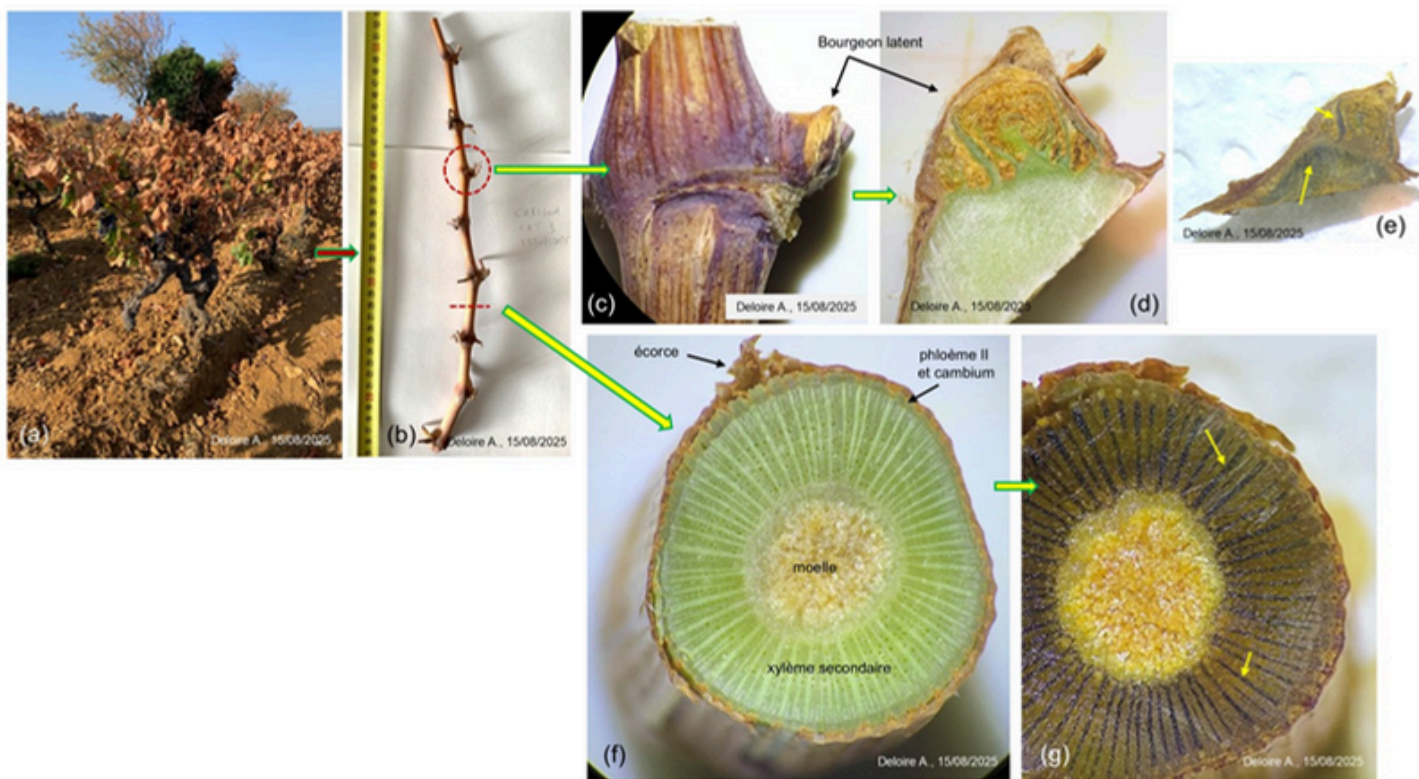 Bourgeon latent
(a)
Deloire A., 15/08/2025
(b)
Deloire A., 15/08/2025
(c)
Deloire A., 15/08/2025
(d)
Deloire A., 15/08/2025
(e)
Deloire A., 15/08/2025
écorce
phloème II
et cambium
moelle
xylème secondaire
(f)
Deloire A., 15/08/2025
(g)
Deloire A., 15/08/2025